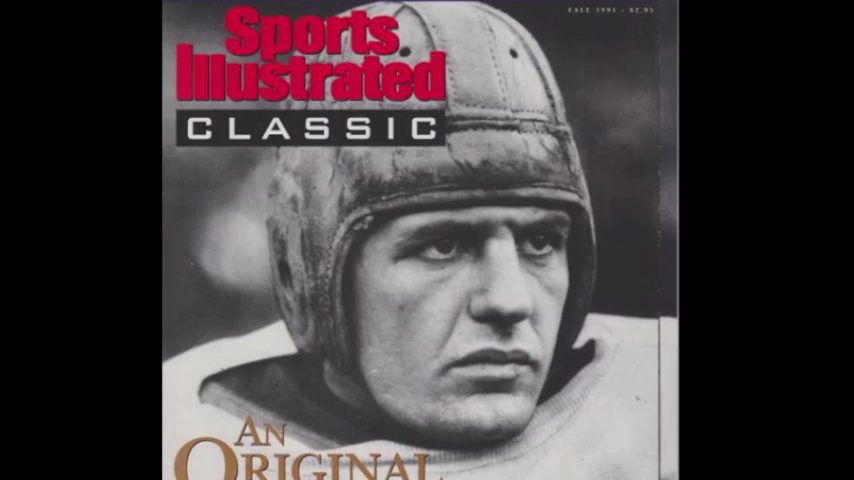 FALL 1991 - $2.95
Sports
Illustrated
CLASSIC
AN
ORIGINAL